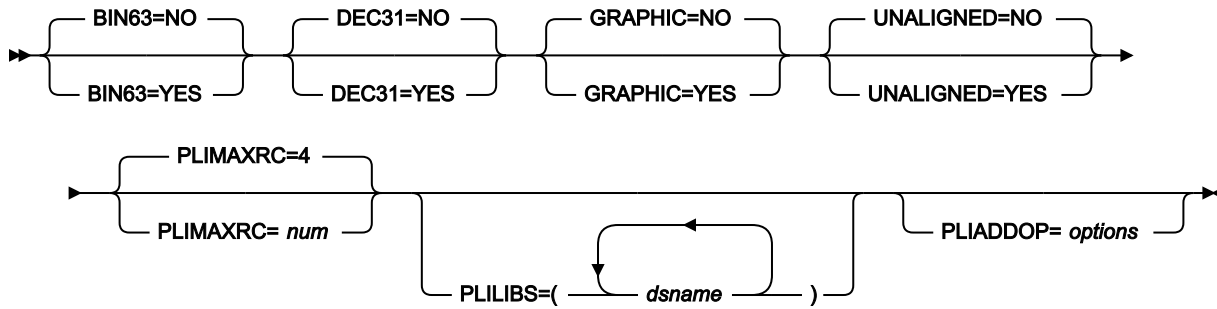 BIN63=NO DEC31=NO GRAPHIC=NO UNALIGNED=NO
BIN63=YES DEC31=YES GRAPHIC=YES UNALIGNED=YES
PLIMAXRC=4
PLIMAXRC= num PLIADDOP= options
PLILIBS=( dsname )